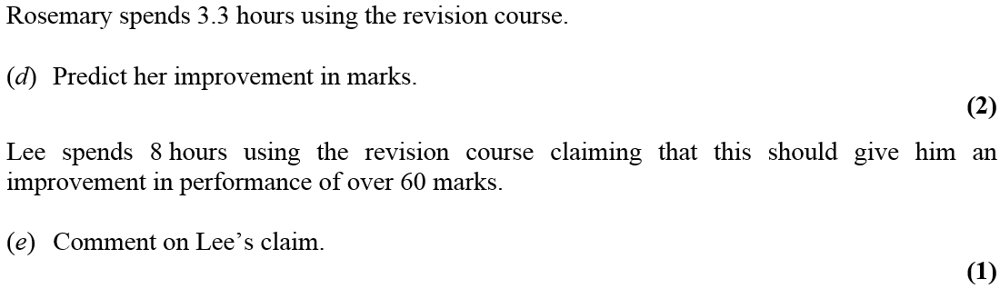 Rosemary spends 3.3 hours using the revision course.
(d) Predict her improvement in marks.
(2)
Lee spends 8 hours using the revision course claiming that this should give him an
improvement in performance of over 60 marks.
(e) Comment on Lee’s claim.
(1)